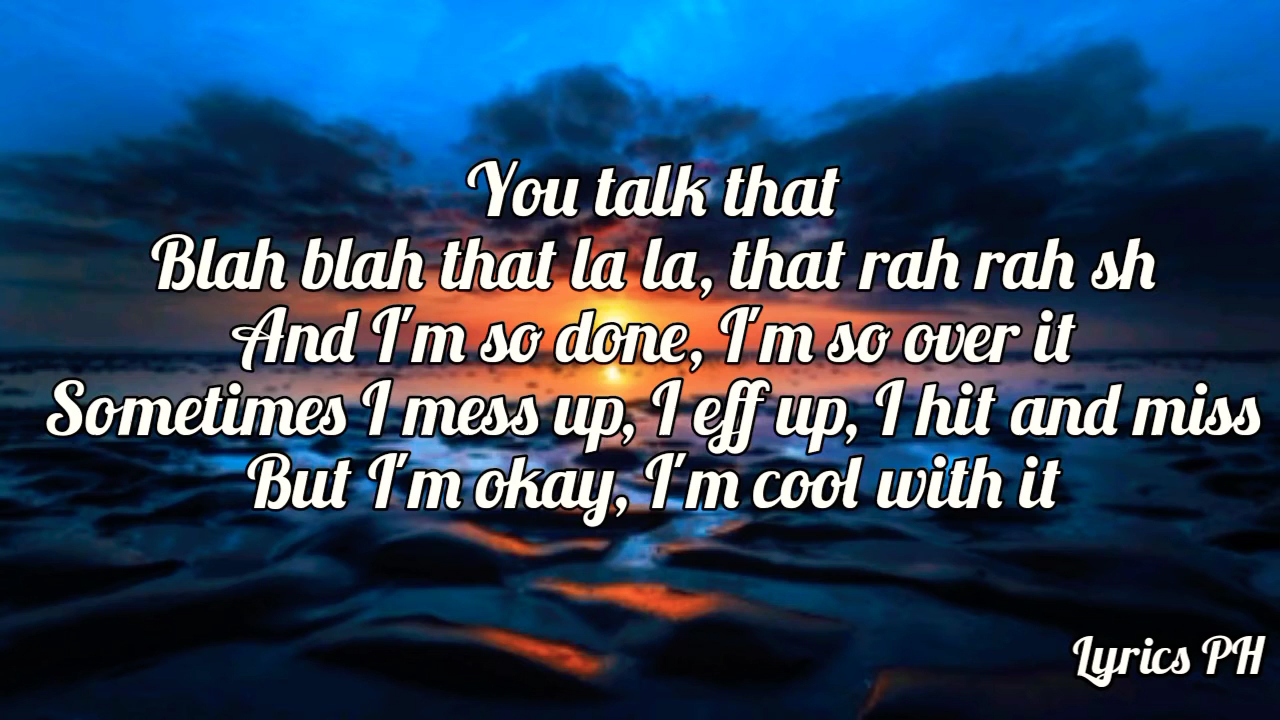 You talk that
Blah blah that la la, that rah rah sh
And I'm so done, I'm so over it
Sometimes I mess up, I eff up, I hit and miss
But I'm okay, I'm cool with it
Lyrics PH